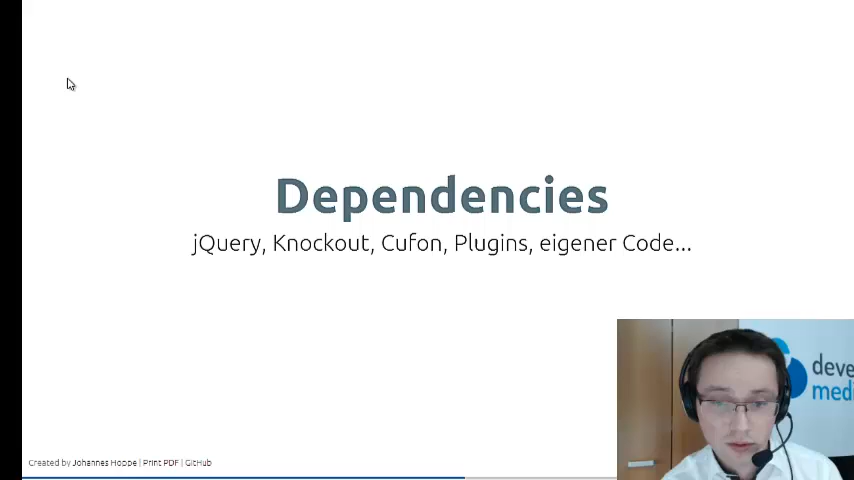 Dependencies
jQuery, Knockout, Cufon, Plugins, eigener Code...
deve
medi
Created by Johannes Hoppe | Print PDF | GitHub